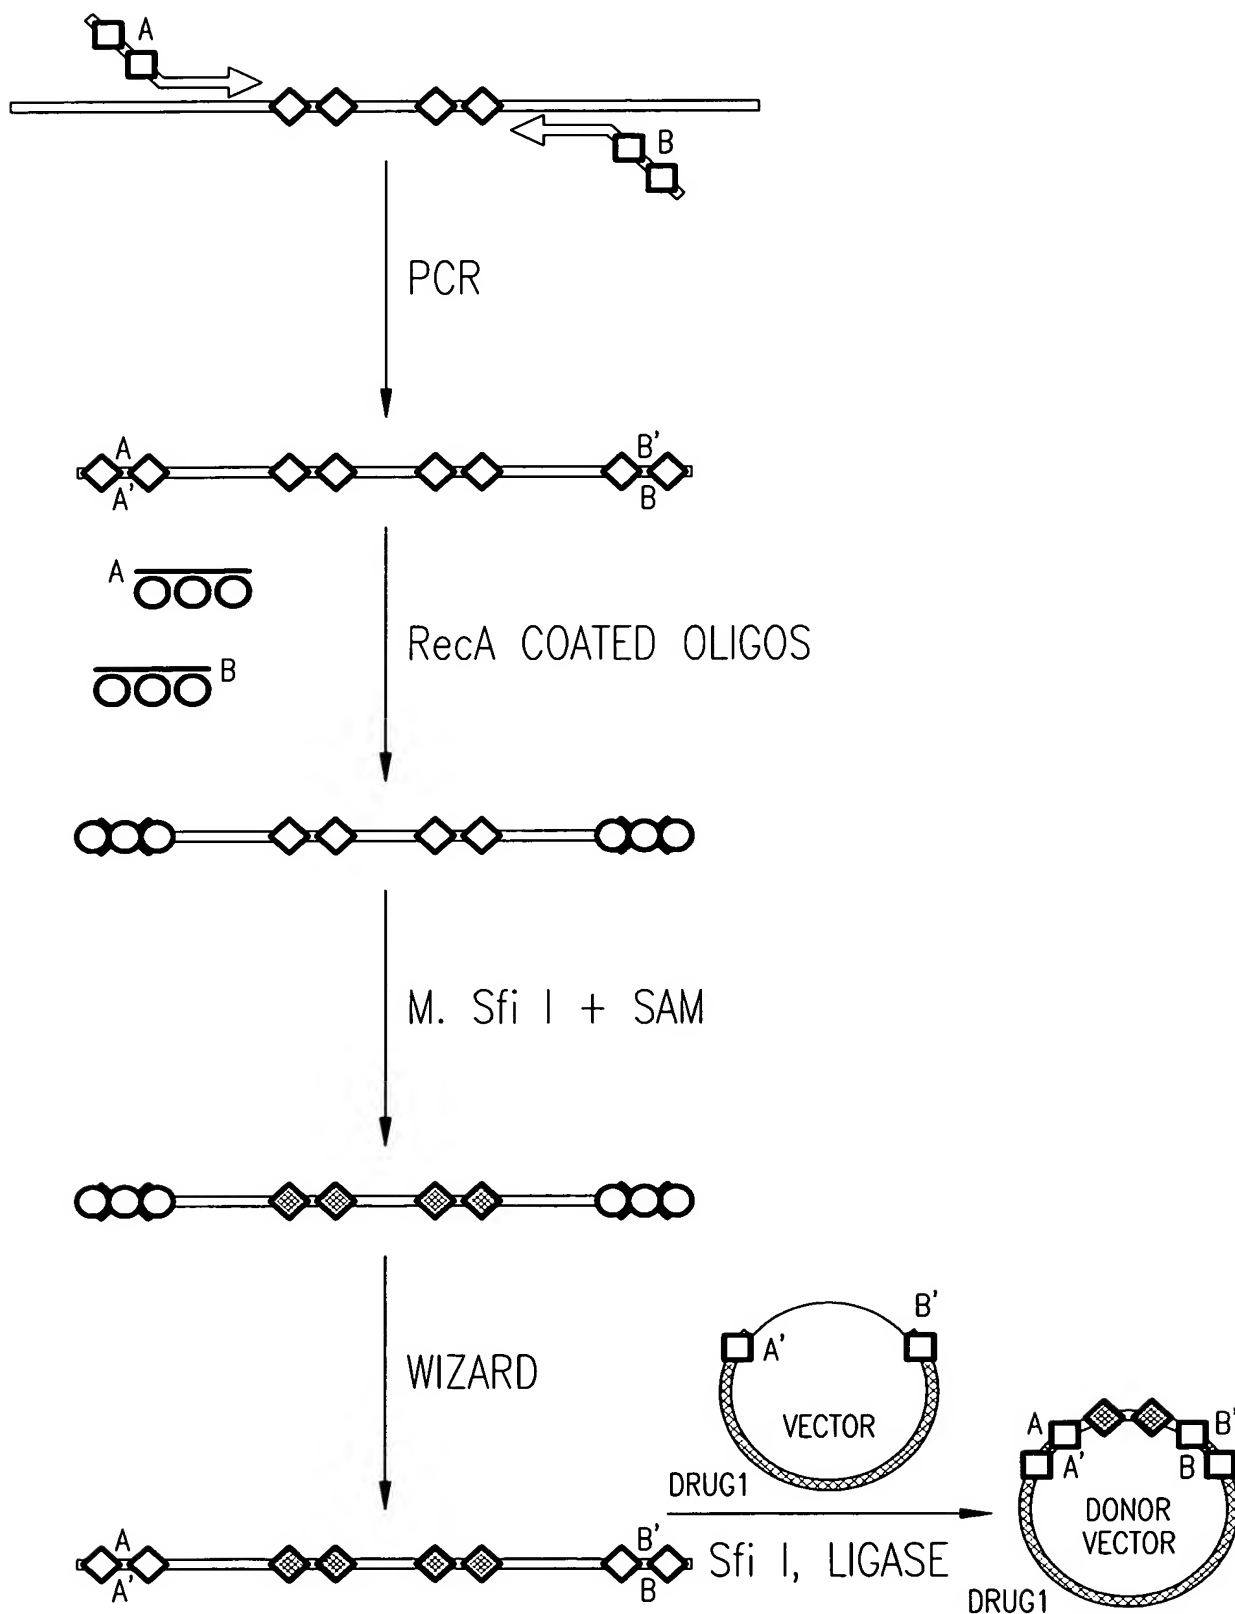 A
B
PCR
A
B'
A'
B
A
RecA COATED OLIGOS
B
M. Sfi I + SAM
B'
A'
WIZARD
VECTOR
A
B'
A'
B
DRUG1
DONOR
VECTOR
A
B'
Sfi I, LIGASE
A'
B
DRUG1